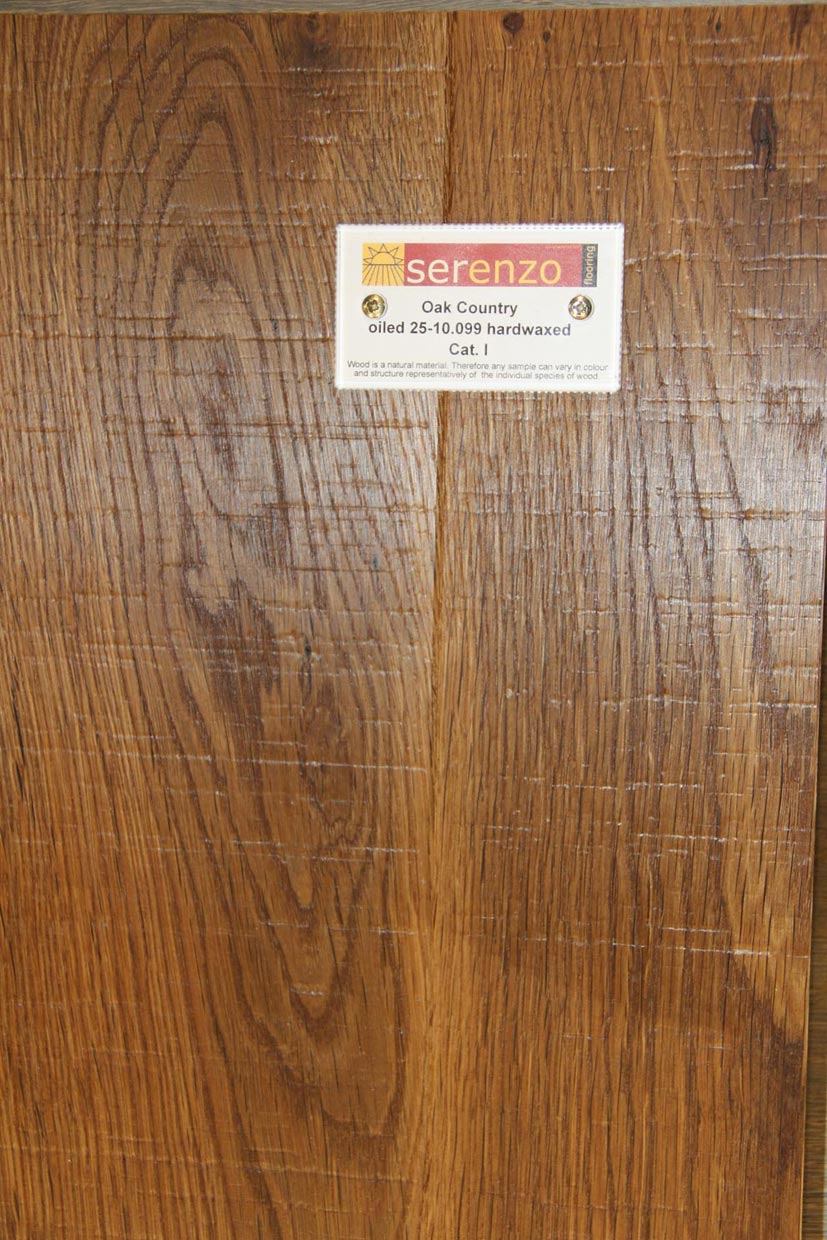 serenzo
flooring
Oak Country
oiled 25-10.099 hardwaxed
Cat. I
Wood is a natural material. Therefore any sample can vary in colour
and structure representatively of the individual species of wood.